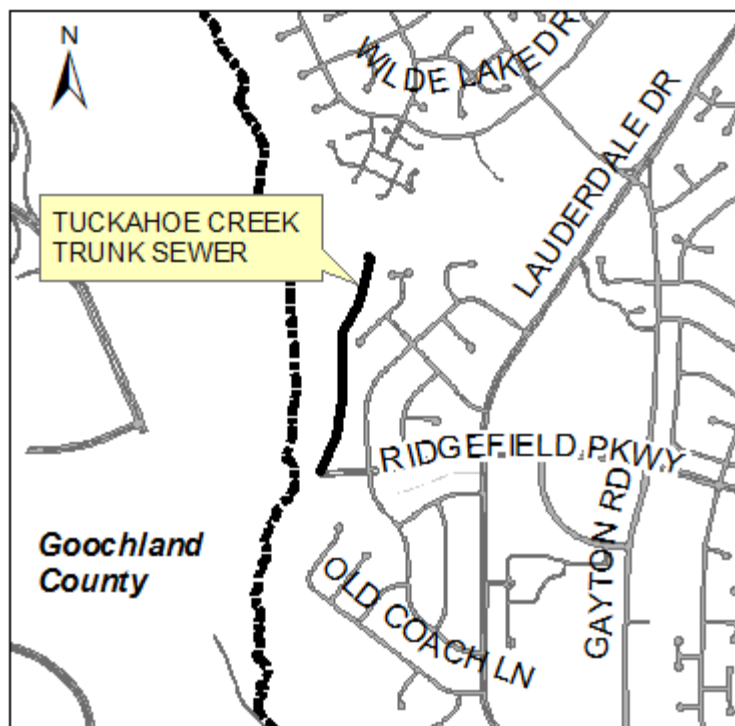 N
WILDE LAKE DR
LAUDERDALE DR
TUCKAHOE CREEK
TRUNK SEWER
RIDGEFIELD PKWY
GAYTON RD
Goochland
County
OLD COACH LN